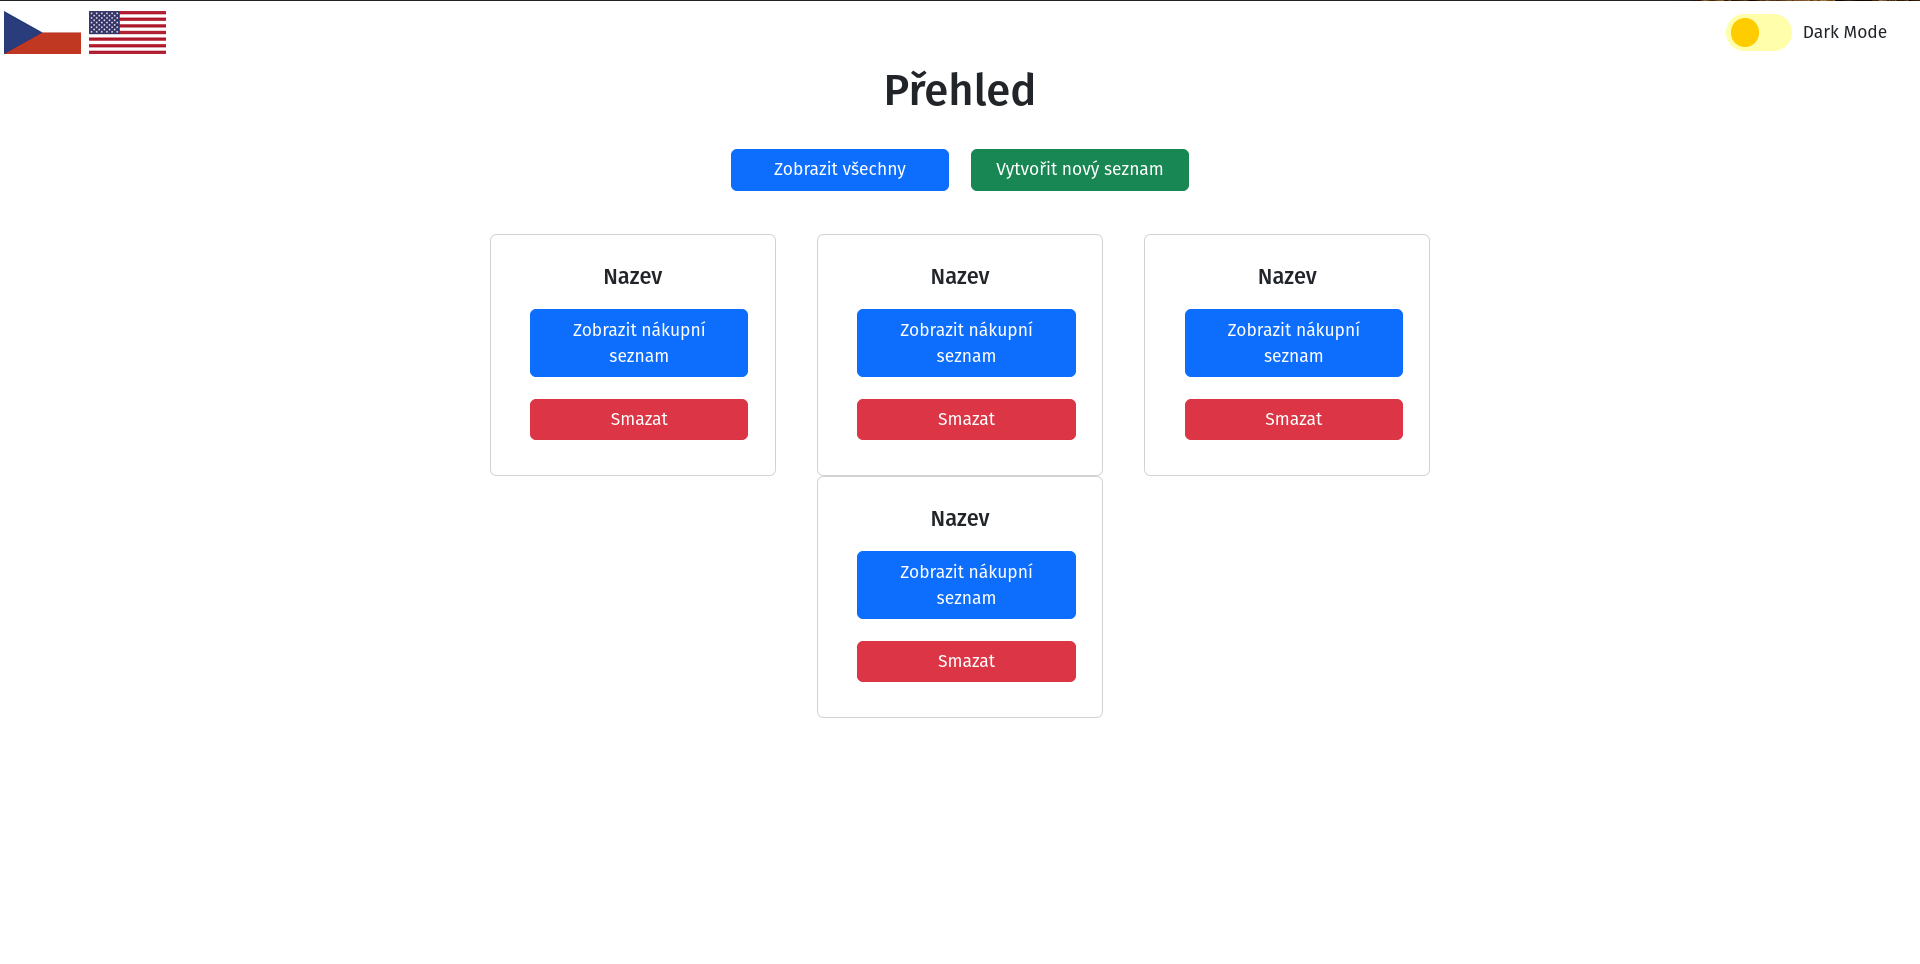 Dark Mode
Přehled
Zobrazit všechny
Vytvořit nový seznam
Nazev
Zobrazit nákupní
seznam
Smazat
Nazev
Zobrazit nákupní
seznam
Smazat
Nazev
Zobrazit nákupní
seznam
Smazat
Nazev
Zobrazit nákupní
seznam
Smazat